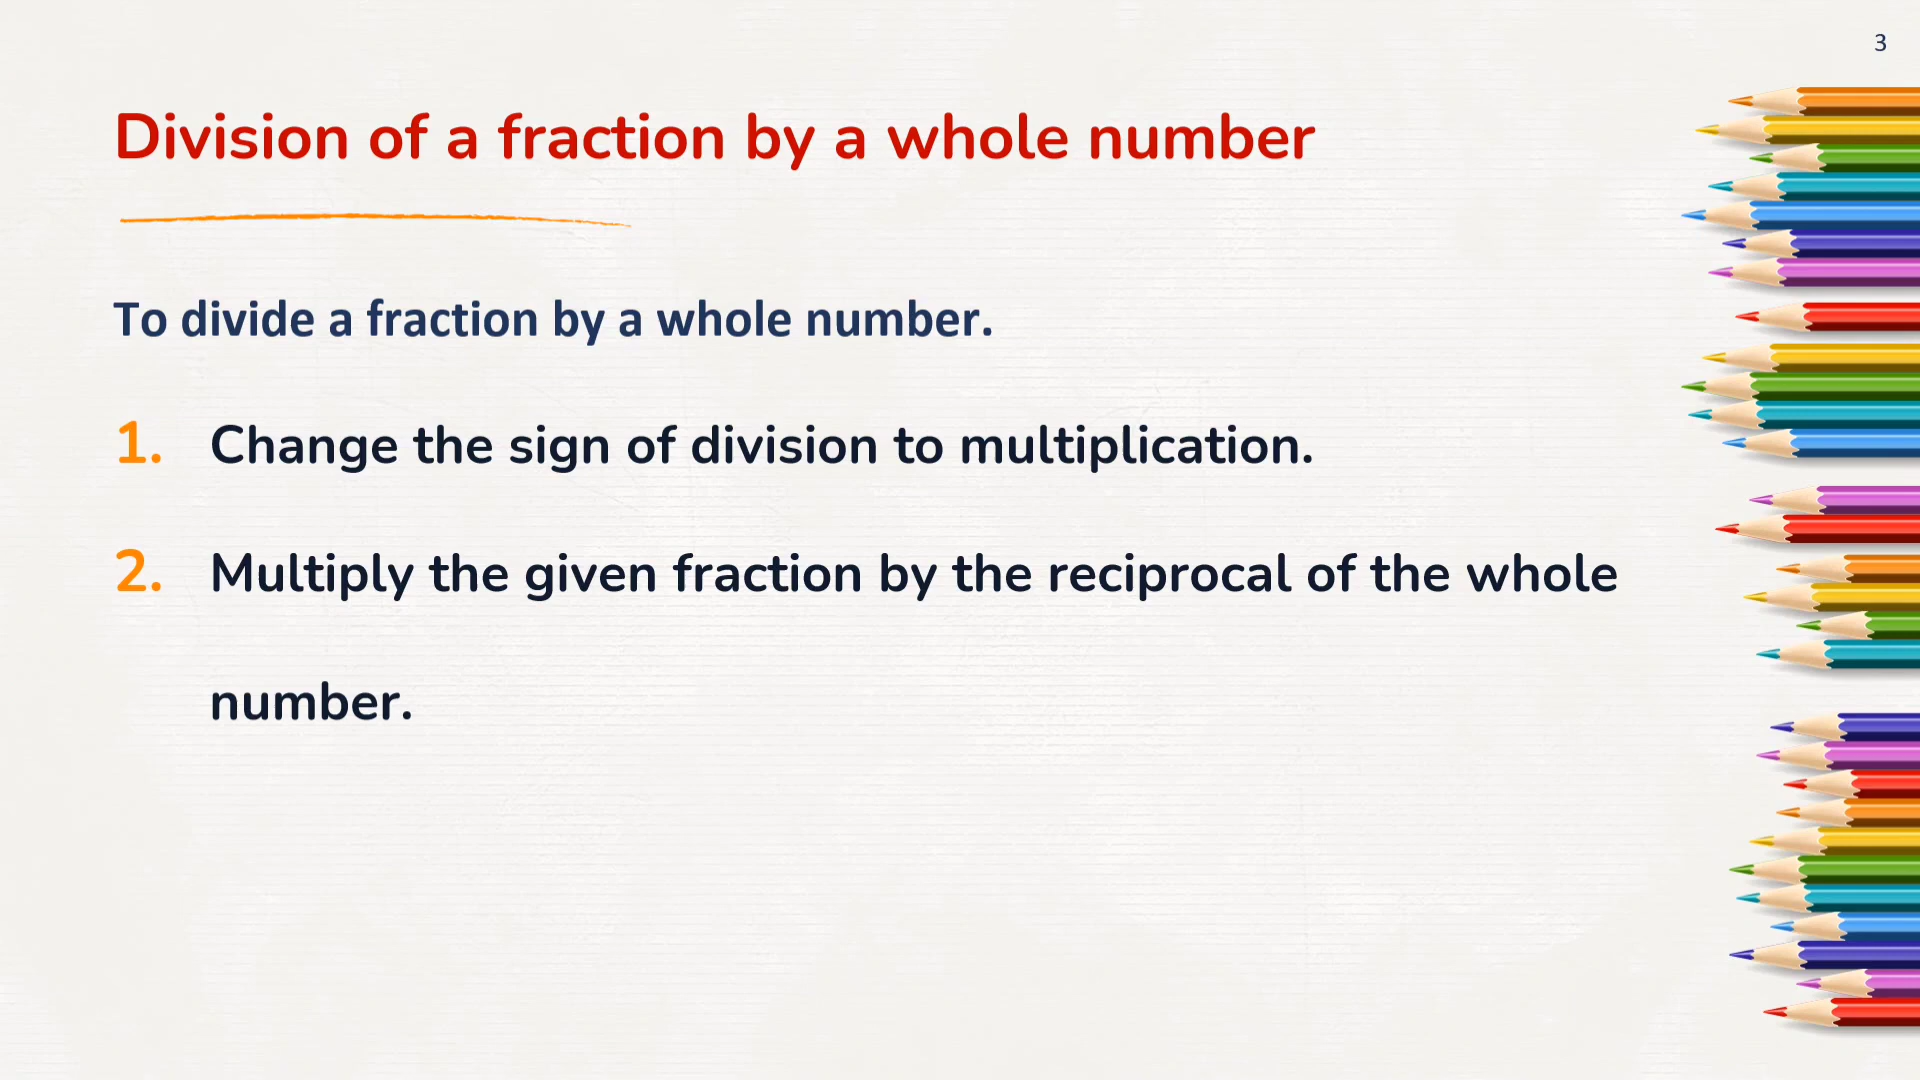 3
Division of a fraction by a whole number
To divide a fraction by a whole number.
1. Change the sign of division to multiplication.
2. Multiply the given fraction by the reciprocal of the whole
number.